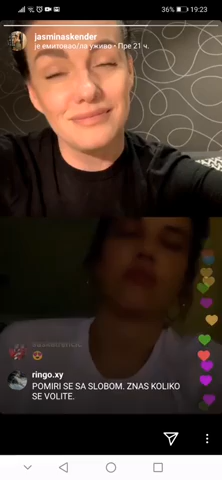 36% 19:23
jasminaskender
је емитовао/ла уживо • Пре 21 ч.
ringo.xy
POMIRI SE SA SLOBOM. ZNAS KOLIKO
SE VOLITE.